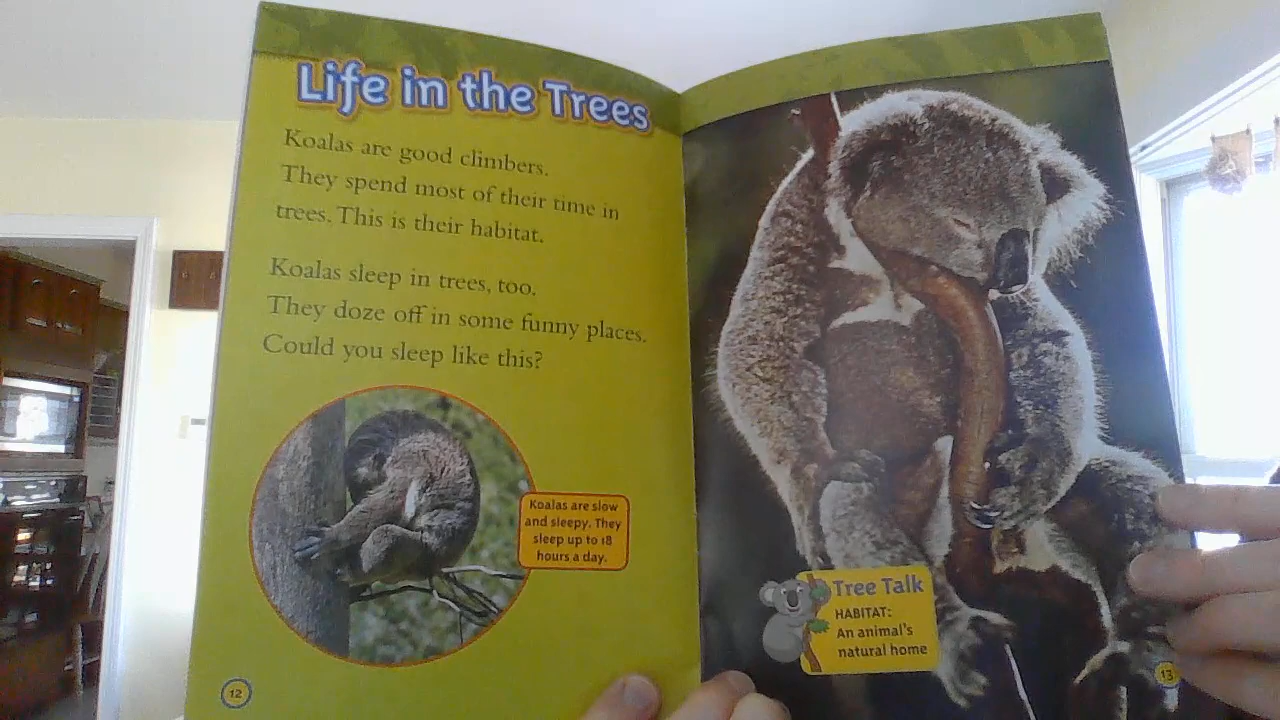 Life in the Trees
Koalas are good climbers.
They spend most of their time in
trees. This is their habitat.
Koalas sleep in trees, too.
They doze off in some funny places.
Could you sleep like this?
Koalas are slow
and sleepy. They
sleep up to 18
hours a day.
12
Tree Talk
HABITAT:
An animal's
natural home
13